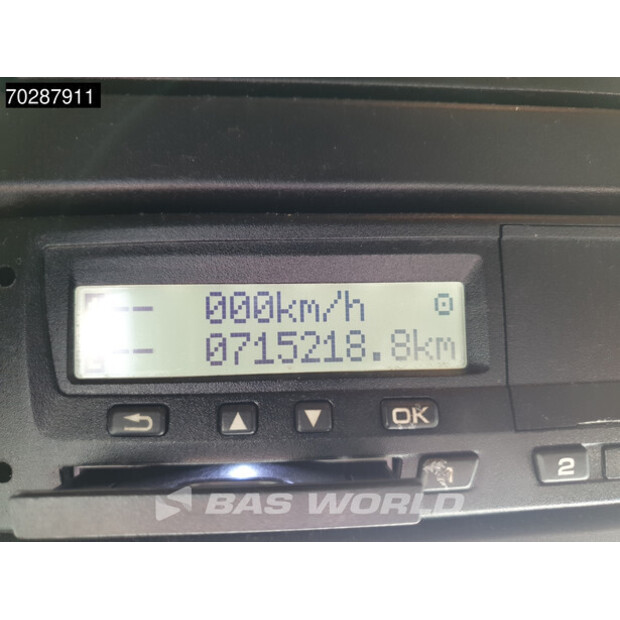 70287911
-- 000km/h
-- 0715218.8km
OK
2
BAS WORLD